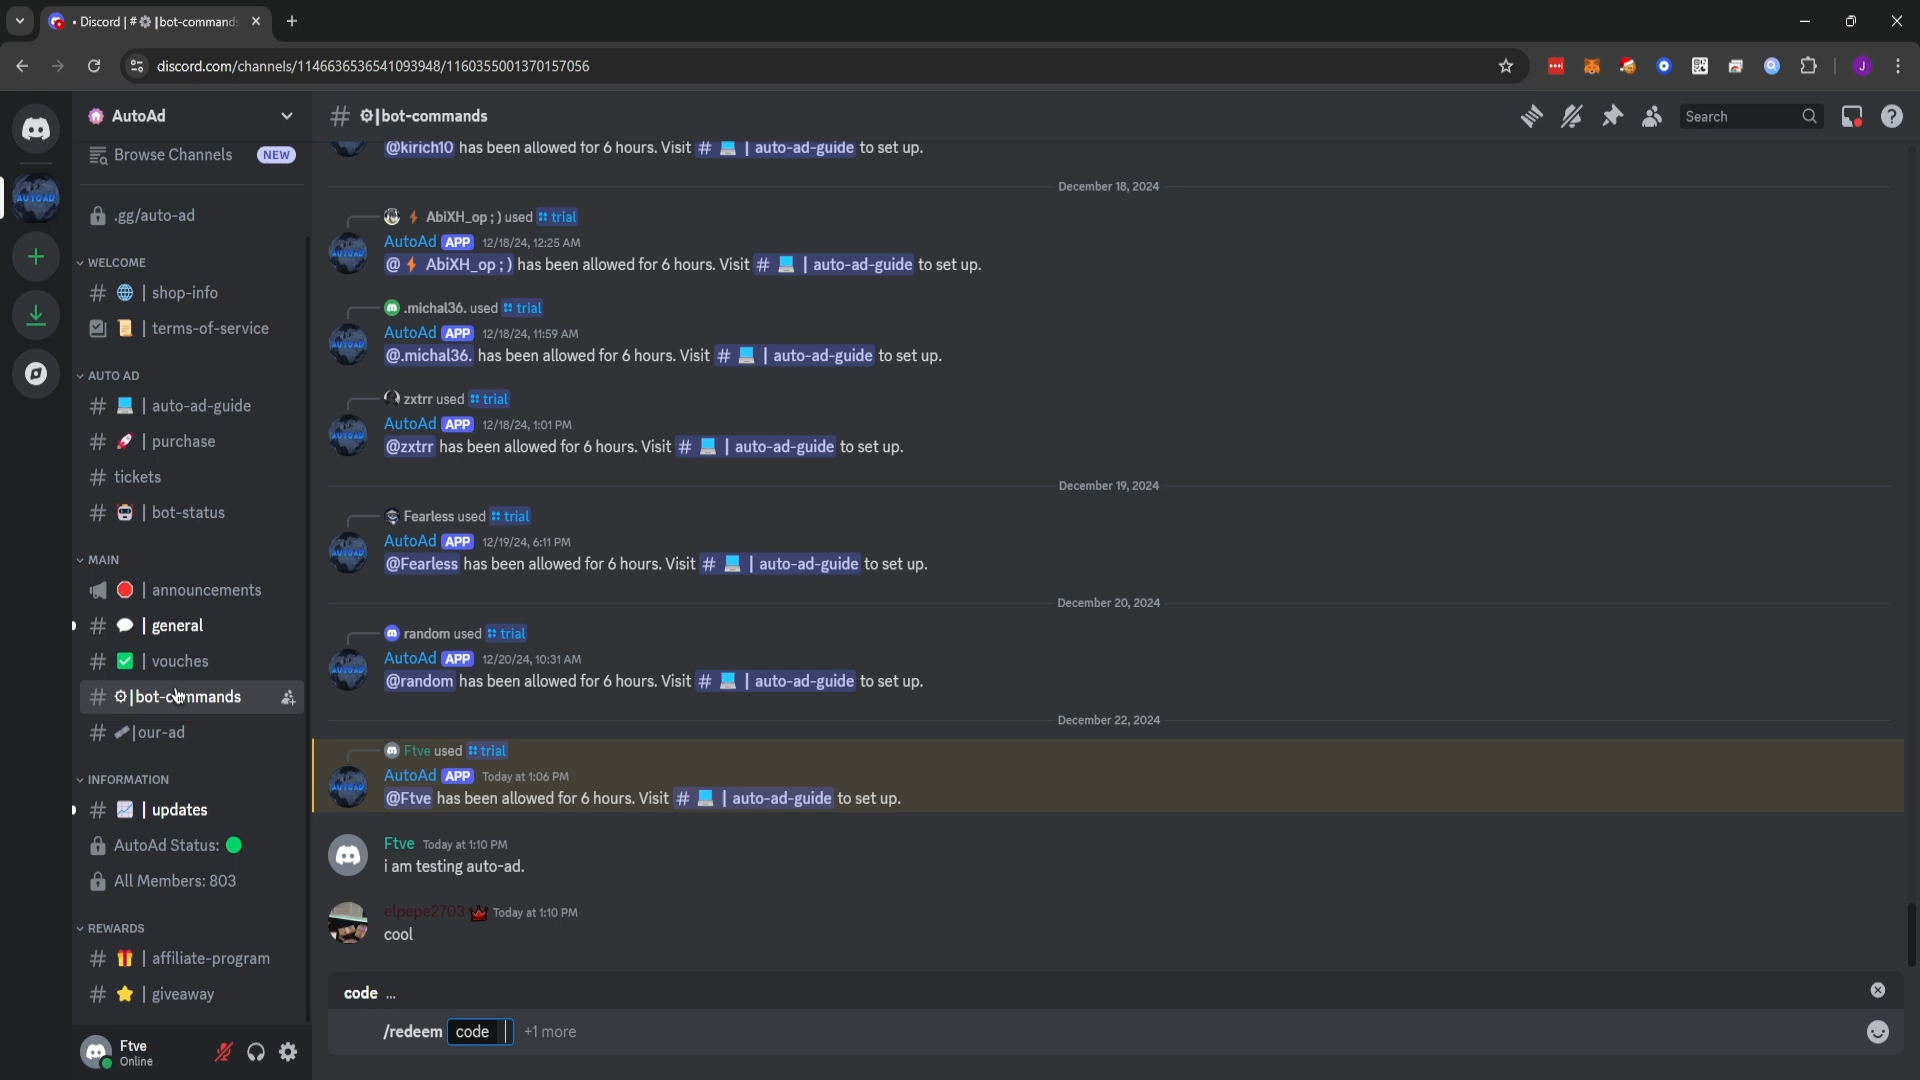 • Discord | # ⚙ |bot-command
discord.com/channels/1146636536541093948/1160355001370157056
J
AutoAd
# ⚙|bot-commands
Search
Browse Channels NEW
.gg/auto-ad
WELCOME
# 🌐 | shop-info
📜 | terms-of-service
AUTO AD
# 💻 | auto-ad-guide
# 🚀 | purchase
# tickets
# 🤖 | bot-status
MAIN
🛑 | announcements
# 💬 | general
# ✅ | vouches
# ⚙|bot-commands
# |our-ad
INFORMATION
# 📈 | updates
AutoAd Status: 🟢
All Members: 803
REWARDS
# 🎁 | affiliate-program
# ⭐ | giveaway
Ftve
Online
AUTOAD
@kirich10 has been allowed for 6 hours. Visit # 💻 | auto-ad-guide to set up.
December 18, 2024
⚡ AbiXH_op ; ) used trial
AutoAd APP 12/18/24, 12:25 AM
@ ⚡ AbiXH_op ; ) has been allowed for 6 hours. Visit # 💻 | auto-ad-guide to set up.
.michal36. used trial
AutoAd APP 12/18/24, 11:59 AM
@.michal36. has been allowed for 6 hours. Visit # 💻 | auto-ad-guide to set up.
zxtrr used trial
AutoAd APP 12/18/24, 1:01 PM
@zxtrr has been allowed for 6 hours. Visit # 💻 | auto-ad-guide to set up.
December 19, 2024
Fearless used trial
AutoAd APP 12/19/24, 6:11 PM
@Fearless has been allowed for 6 hours. Visit # 💻 | auto-ad-guide to set up.
December 20, 2024
random used trial
AutoAd APP 12/20/24, 10:31 AM
@random has been allowed for 6 hours. Visit # 💻 | auto-ad-guide to set up.
December 22, 2024
Ftve used trial
AutoAd APP Today at 1:06 PM
@Ftve has been allowed for 6 hours. Visit # 💻 | auto-ad-guide to set up.
Ftve Today at 1:10 PM
i am testing auto-ad.
elpepe2703 Today at 1:10 PM
cool
code ...
/redeem code +1 more